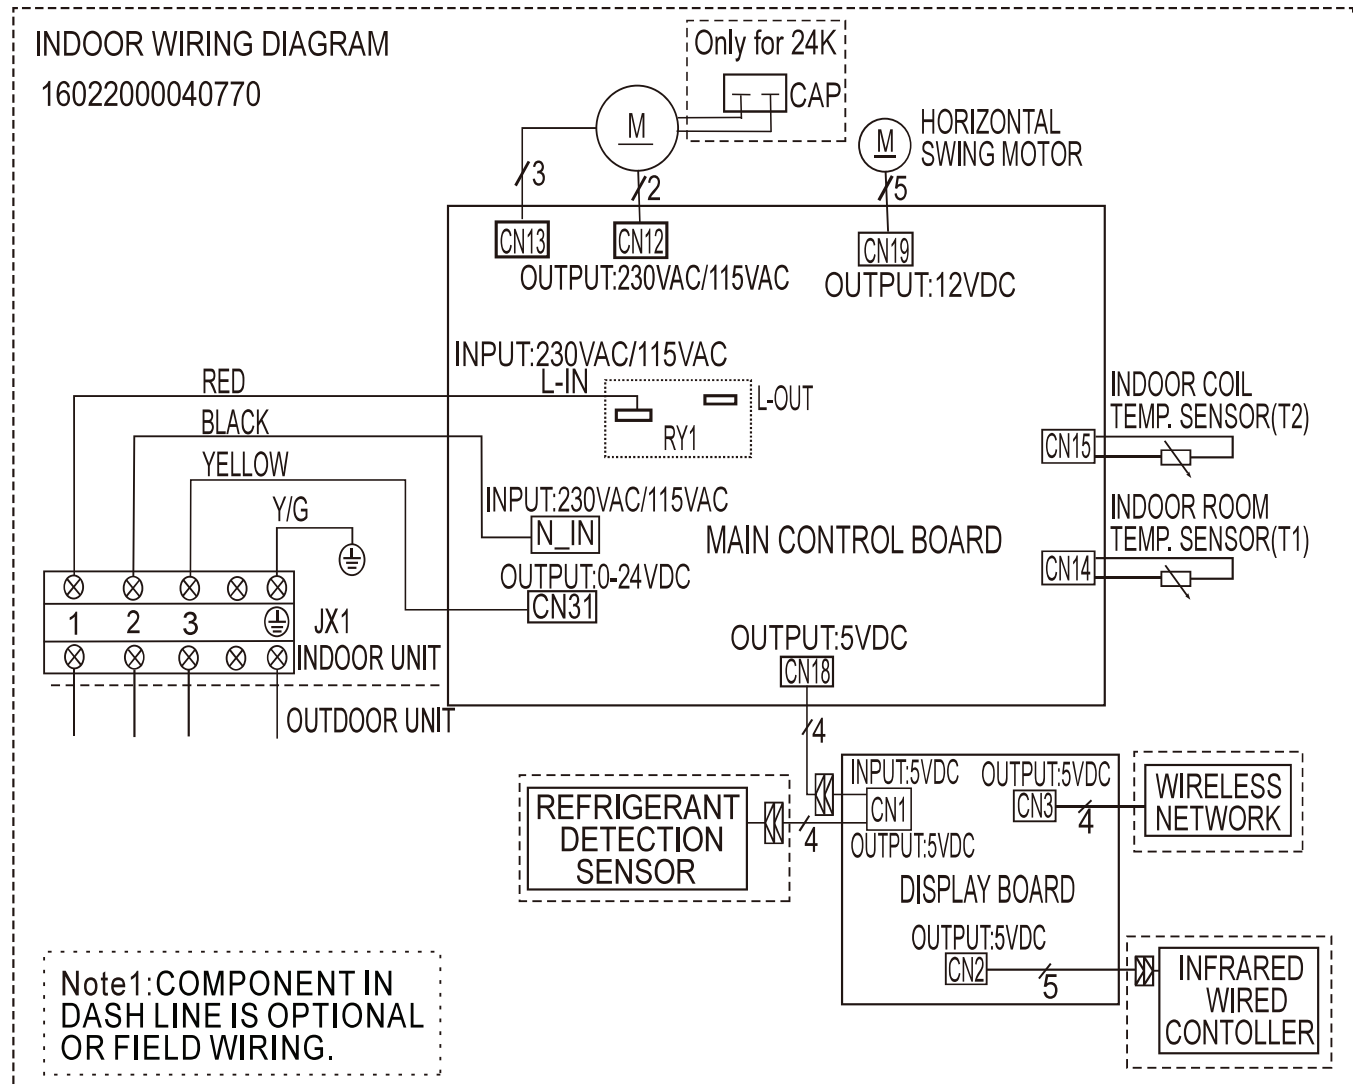 INDOOR WIRING DIAGRAM
16022000040770
Only for 24K
CAP
M
M
HORIZONTAL
SWING MOTOR
3
2
5
CN13
CN12
CN19
OUTPUT:230VAC/115VAC
OUTPUT:12VDC
INPUT:230VAC/115VAC
L-IN
L-OUT
RY1
RED
BLACK
YELLOW
Y/G
INDOOR COIL
TEMP. SENSOR(T2)
CN15
INDOOR ROOM
TEMP. SENSOR(T1)
CN14
INPUT:230VAC/115VAC
N_IN
MAIN CONTROL BOARD
OUTPUT:0-24VDC
CN31
1 2 3
JX1
INDOOR UNIT
OUTDOOR UNIT
OUTPUT:5VDC
CN18
4
INPUT:5VDC
CN1
OUTPUT:5VDC
OUTPUT:5VDC
CN3
4
WIRELESS
NETWORK
REFRIGERANT
DETECTION
SENSOR
4
DISPLAY BOARD
OUTPUT:5VDC
CN2
5
INFRARED
WIRED
CONTOLLER
Note1:COMPONENT IN
DASH LINE IS OPTIONAL
OR FIELD WIRING.